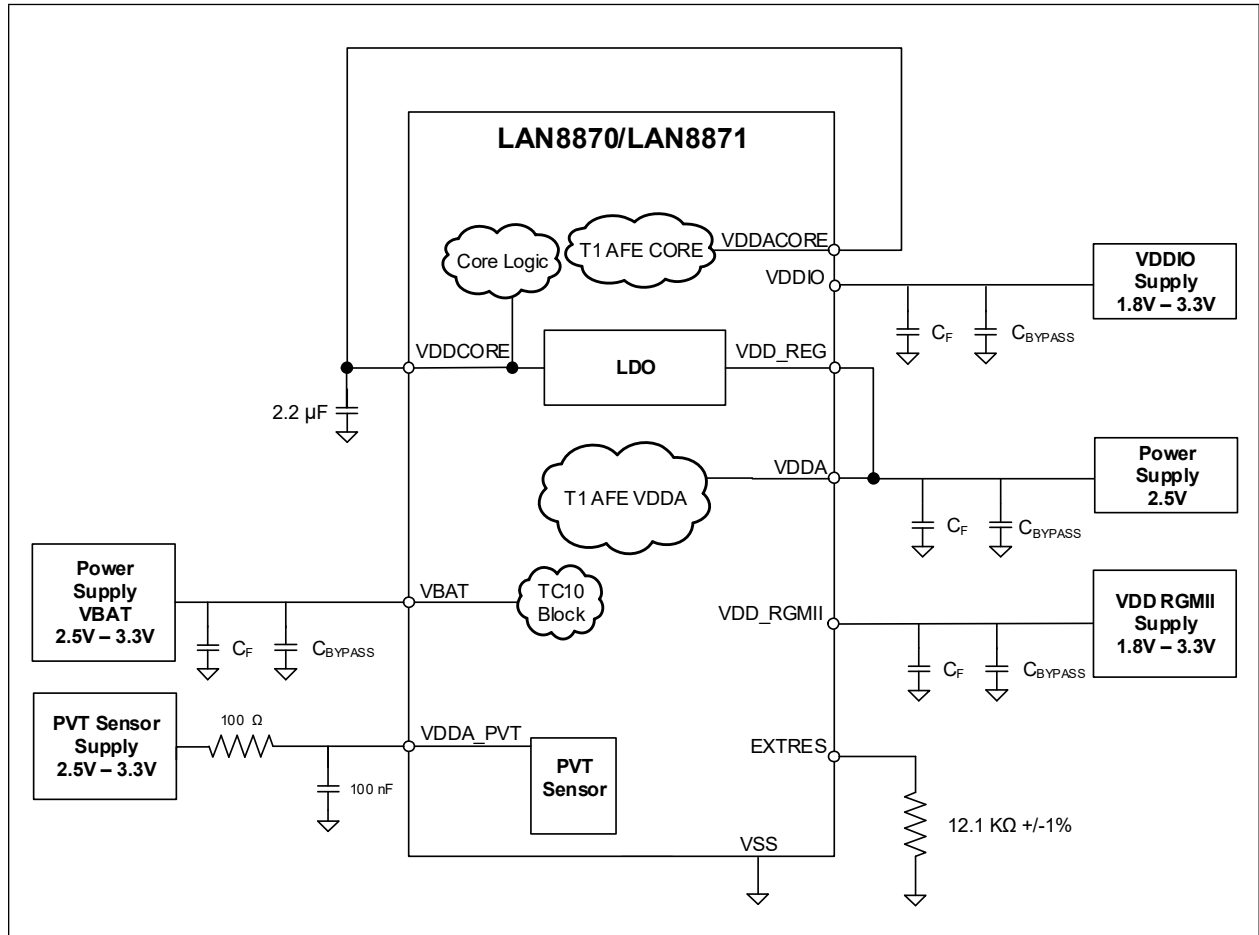 LAN8870/LAN8871
T1 AFE CORE
VDDACORE
Core Logic
VDDIO
VDDIO
Supply
1.8V – 3.3V
CF
CBYPASS
VDDCORE
LDO
VDD_REG
2.2 µF
T1 AFE VDDA
VDDA
Power
Supply
2.5V
CF
CBYPASS
Power
Supply
VBAT
2.5V – 3.3V
VBAT
TC10
Block
CF
CBYPASS
VDD_RGMII
VDD RGMII
Supply
1.8V – 3.3V
CF
CBYPASS
PVT Sensor
Supply
2.5V – 3.3V
100 Ω
VDDA_PVT
100 nF
PVT
Sensor
EXTRES
12.1 KΩ +/-1%
VSS